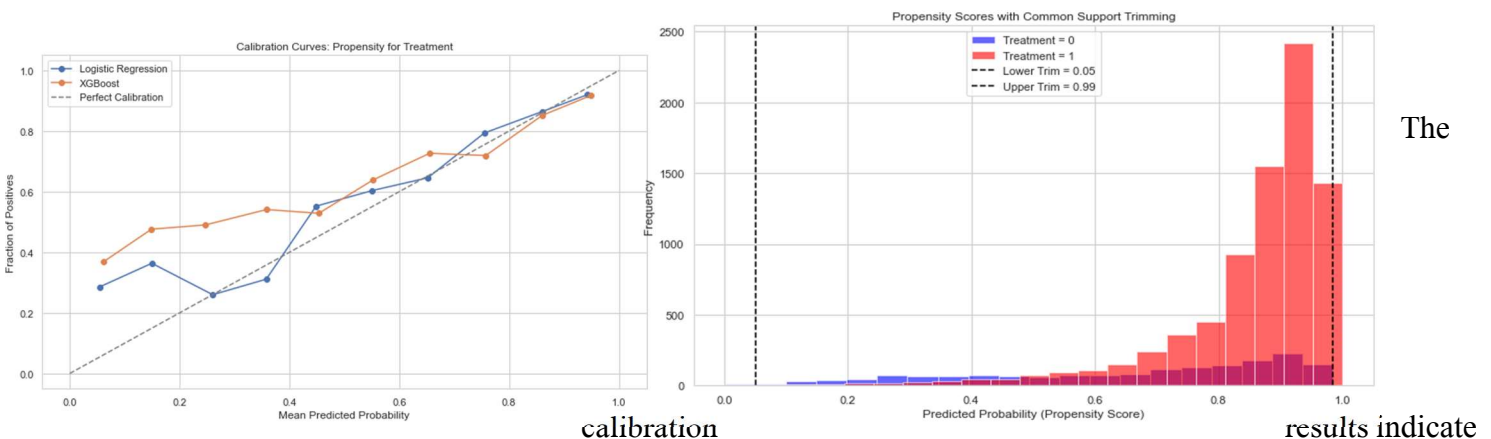 Calibration Curves: Propensity for Treatment
Logistic Regression
XGBoost
Perfect Calibration
1.0
0.8
0.6
0.4
0.2
0.0
Fraction of Positives
0.0 0.2 0.4 0.6 0.8 1.0
Mean Predicted Probability
Propensity Scores with Common Support Trimming
Treatment = 0
Treatment = 1
Lower Trim = 0.05
Upper Trim = 0.99
2500
2000
1500
1000
500
0
Frequency
0.0 0.2 0.4 0.6 0.8 1.0
Predicted Probability (Propensity Score)
The
calibration results indicate